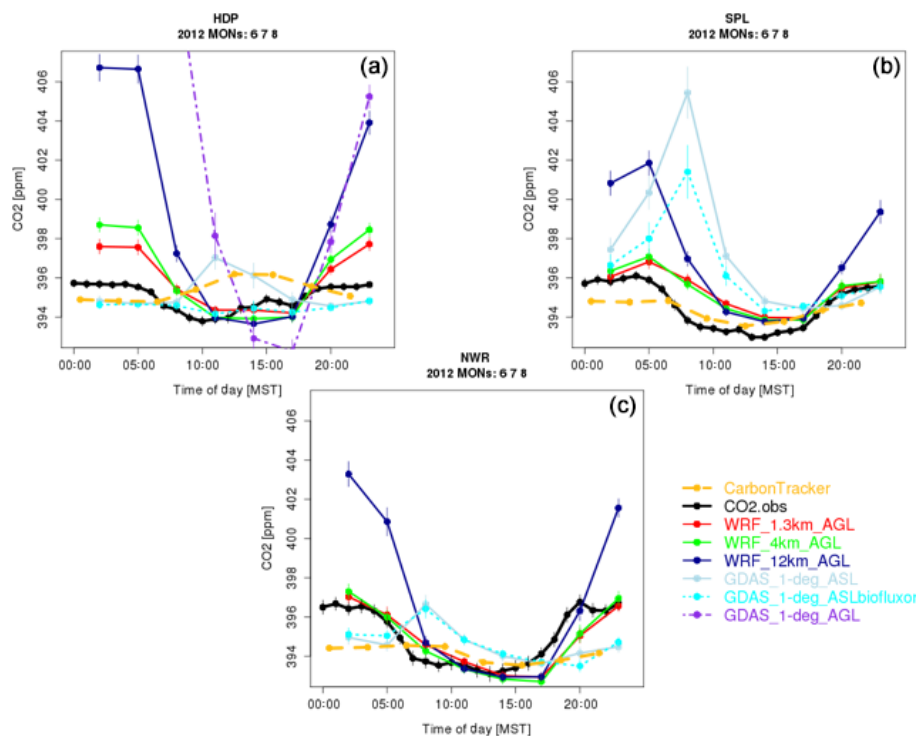 HDP
2012 MONs: 6 7 8
(a)
CO2 [ppm]
406
404
402
400
398
396
394
00:00 05:00 10:00 15:00 20:00
Time of day [MST]
SPL
2012 MONs: 6 7 8
(b)
CO2 [ppm]
406
404
402
400
398
396
394
00:00 05:00 10:00 20:00
Time of day [MST]
NWR
2012 MONs: 6 7 8
(c)
CO2 [ppm]
406
404
402
400
398
396
394
00:00 05:00 10:00 15:00 20:00
Time of day [MST]
CarbonTracker
CO2.obs
WRF_1.3km_AGL
WRF_4km_AGL
WRF_12km_AGL
GDAS_1-deg_ASL
GDAS_1-deg_ASLbiofluxor
GDAS_1-deg_AGL